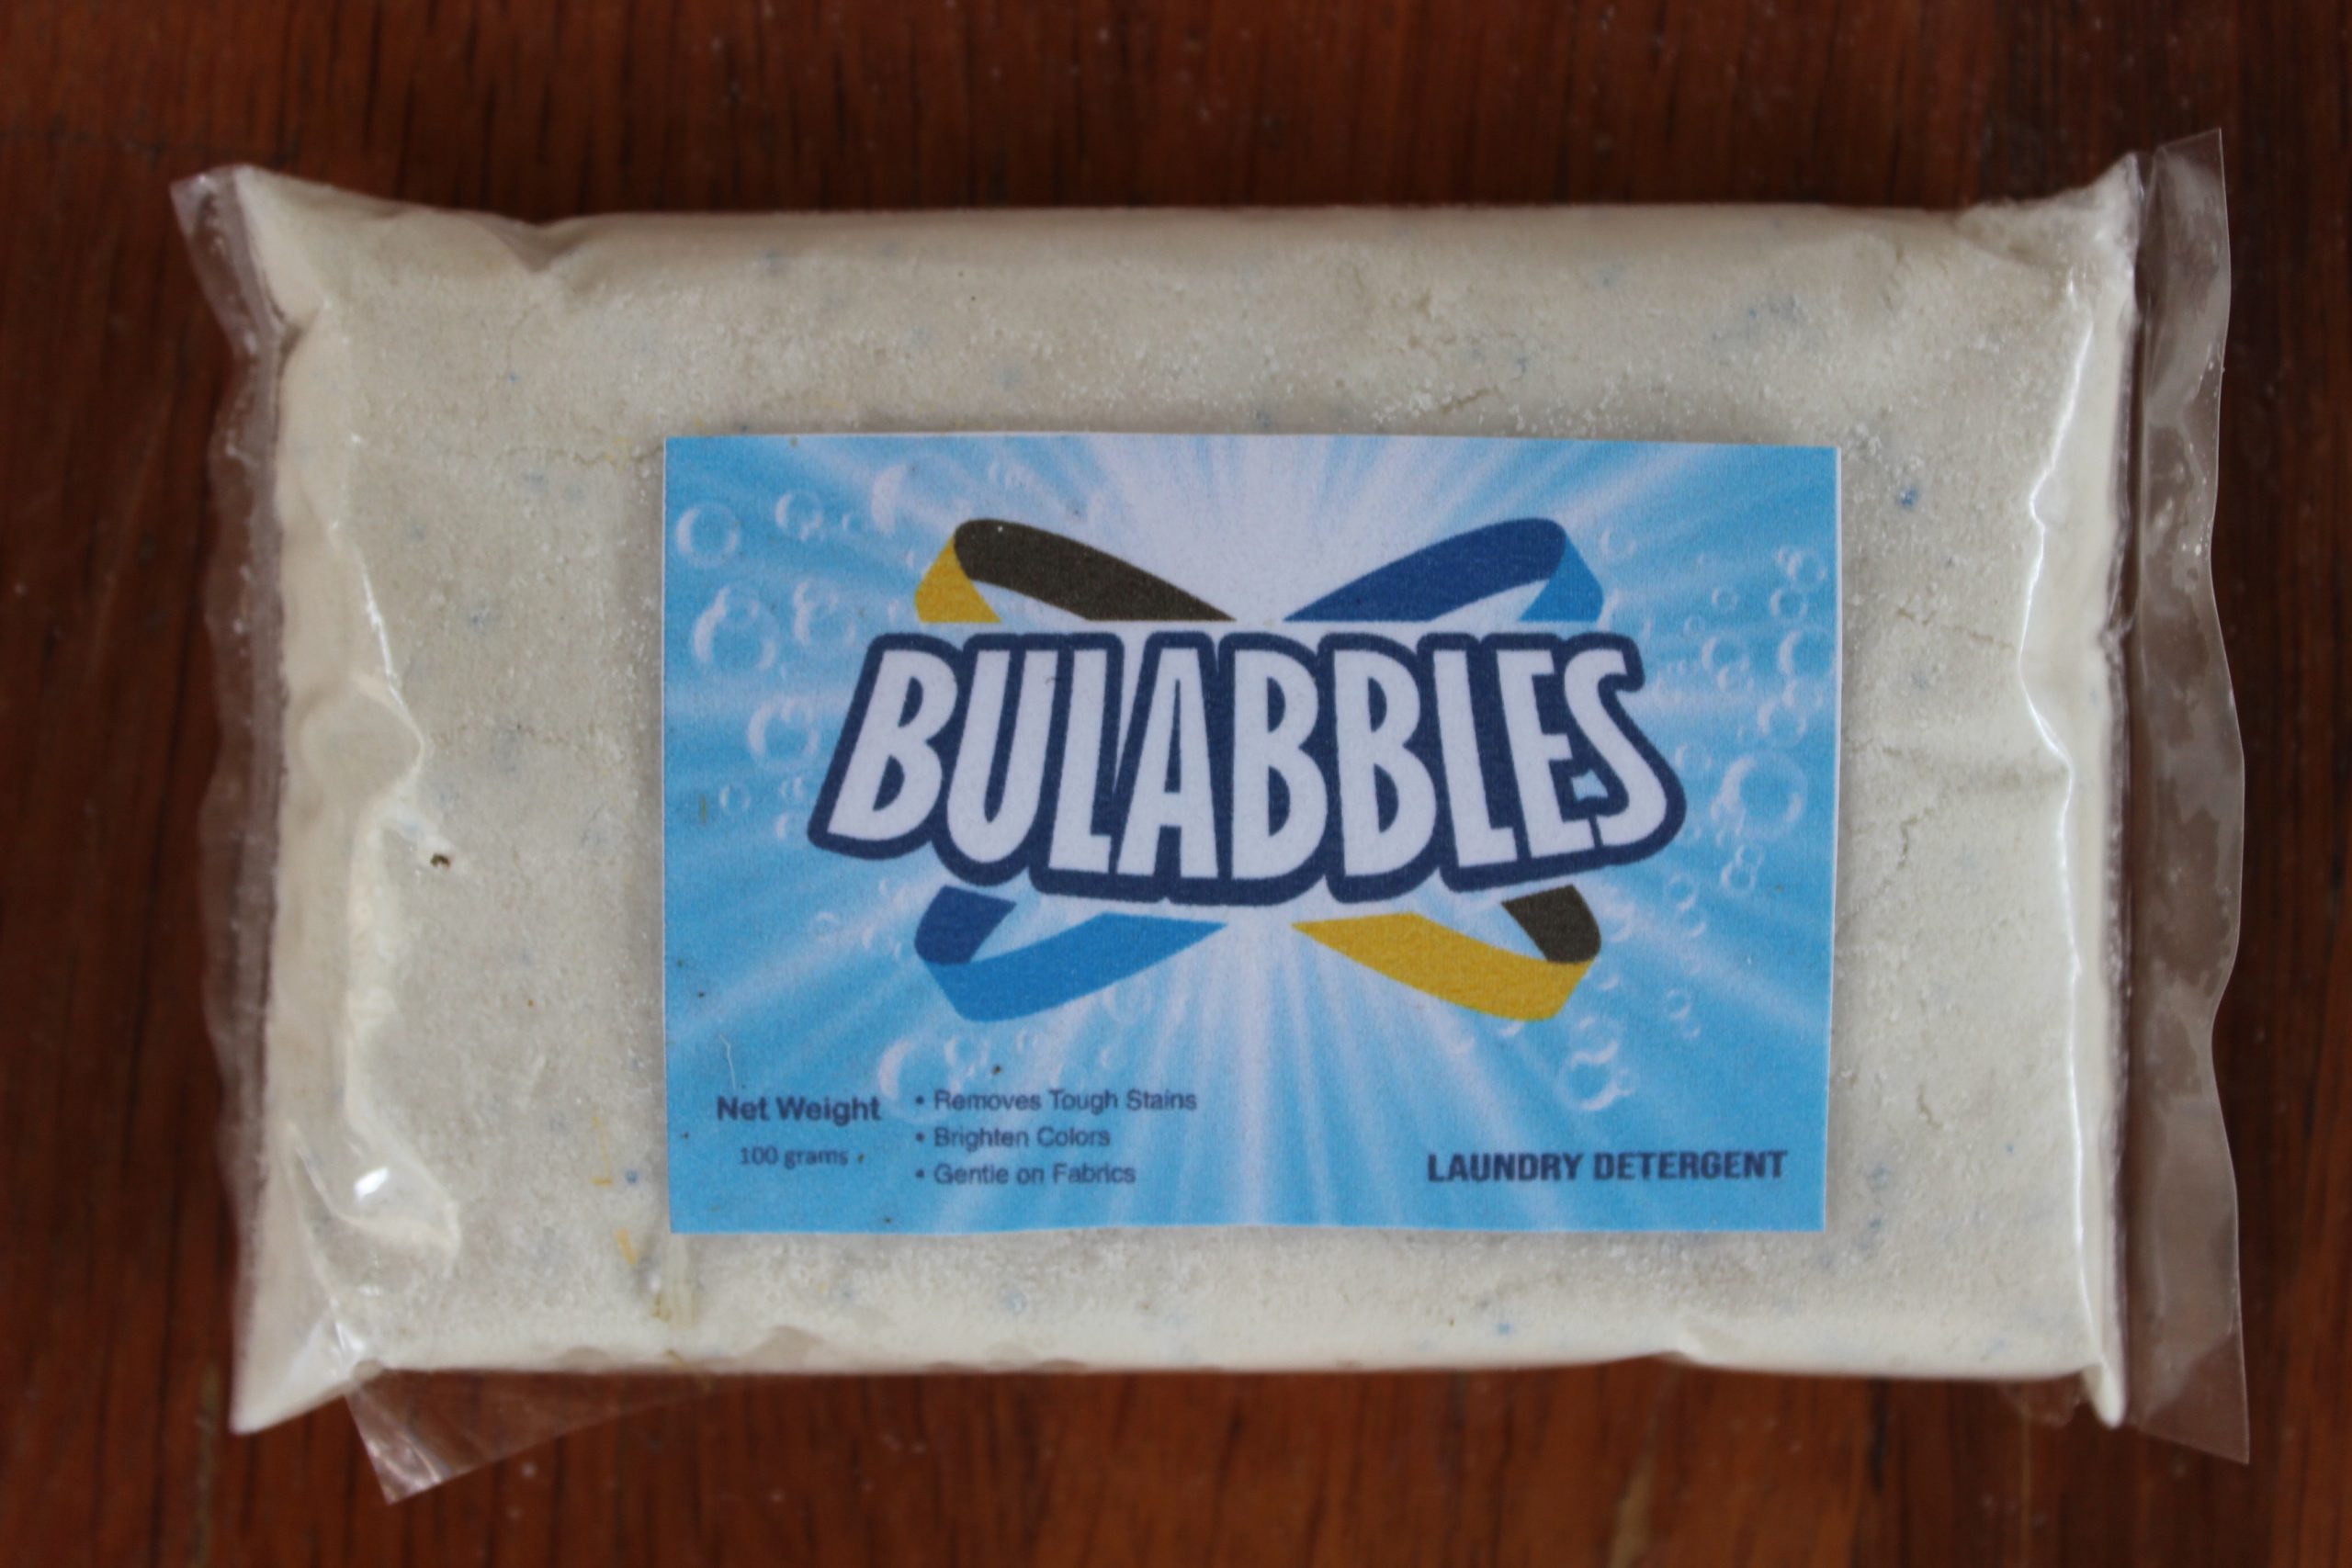 BULABBLES
Net Weight
100 grams
• Removes Tough Stains
• Brighten Colors
• Gentle on Fabrics
LAUNDRY DETERGENT